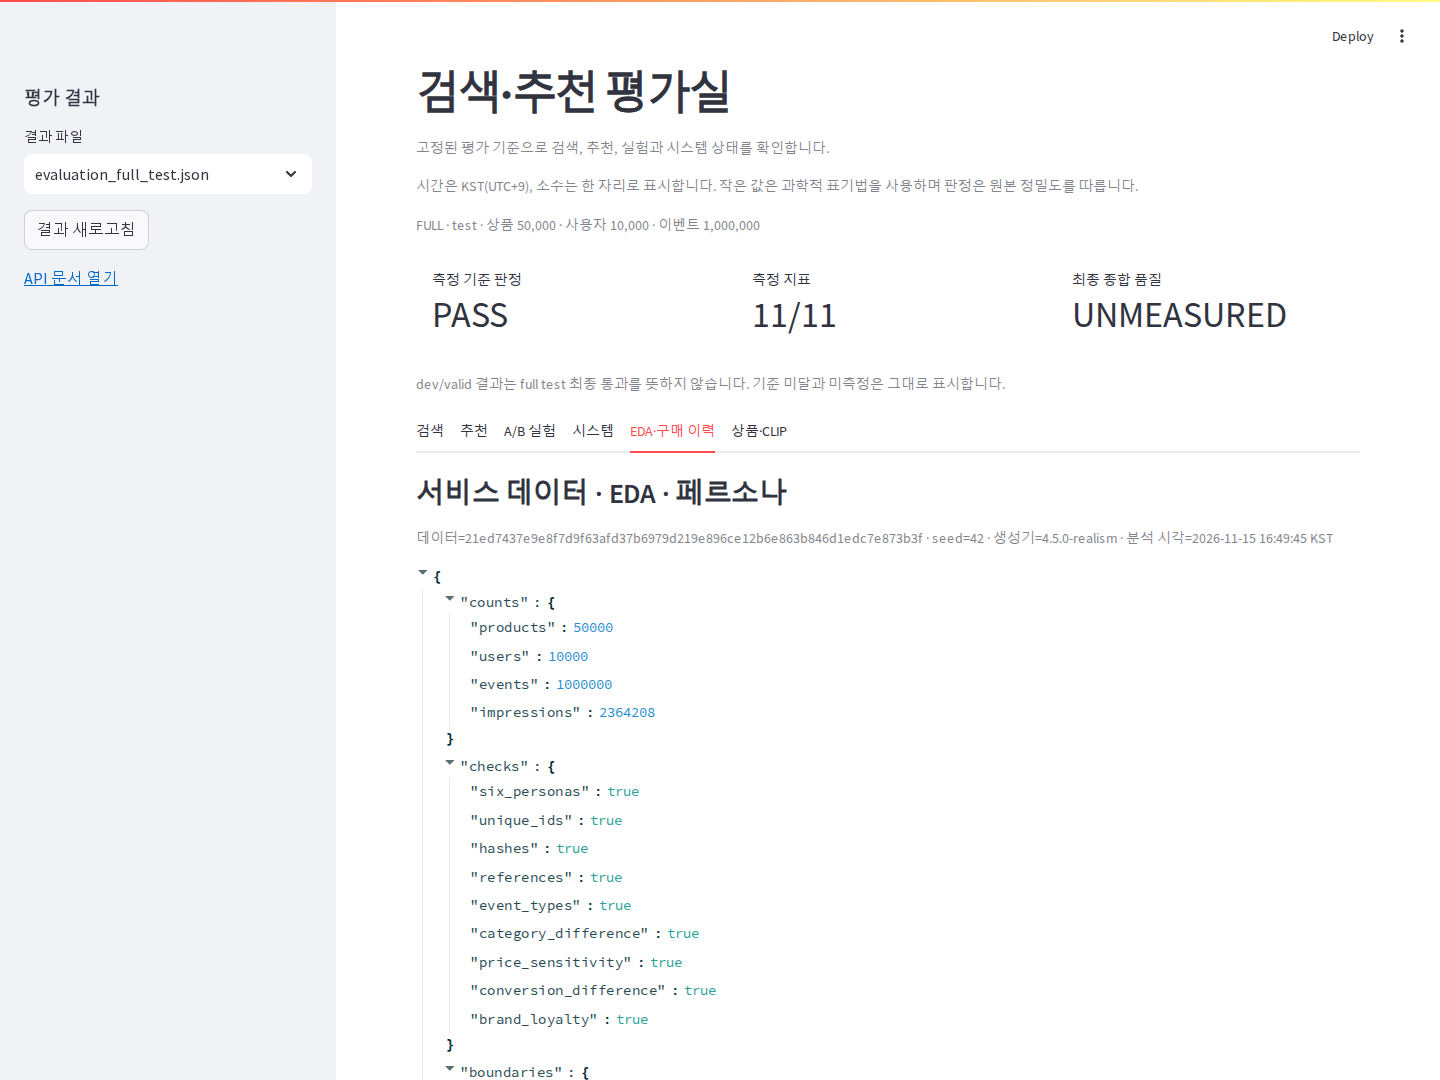 Deploy
평가 결과
결과 파일
evaluation_full_test.json
결과 새로고침
API 문서 열기
검색·추천 평가실
고정된 평가 기준으로 검색, 추천, 실험과 시스템 상태를 확인합니다.
시간은 KST(UTC+9), 소수는 한 자리로 표시합니다. 작은 값은 과학적 표기법을 사용하며 판정은 원본 정밀도를 따릅니다.
FULL · test · 상품 50,000 · 사용자 10,000 · 이벤트 1,000,000
측정 기준 판정 측정 지표 최종 종합 품질
PASS 11/11 UNMEASURED
dev/valid 결과는 full test 최종 통과를 뜻하지 않습니다. 기준 미달과 미측정은 그대로 표시합니다.
검색 추천 A/B 실험 시스템 EDA·구매 이력 상품·CLIP
서비스 데이터 · EDA · 페르소나
데이터=21ed7437e9e8f7d9f63afd37b6979d219e896ce12b6e863b846d1edc7e873b3f · seed=42 · 생성기=4.5.0-realism · 분석 시각=2026-11-15 16:49:45 KST
{
"counts" : {
"products" : 50000
"users" : 10000
"events" : 1000000
"impressions" : 2364208
}
"checks" : {
"six_personas" : true
"unique_ids" : true
"hashes" : true
"references" : true
"event_types" : true
"category_difference" : true
"price_sensitivity" : true
"conversion_difference" : true
"brand_loyalty" : true
}
"boundaries" : {